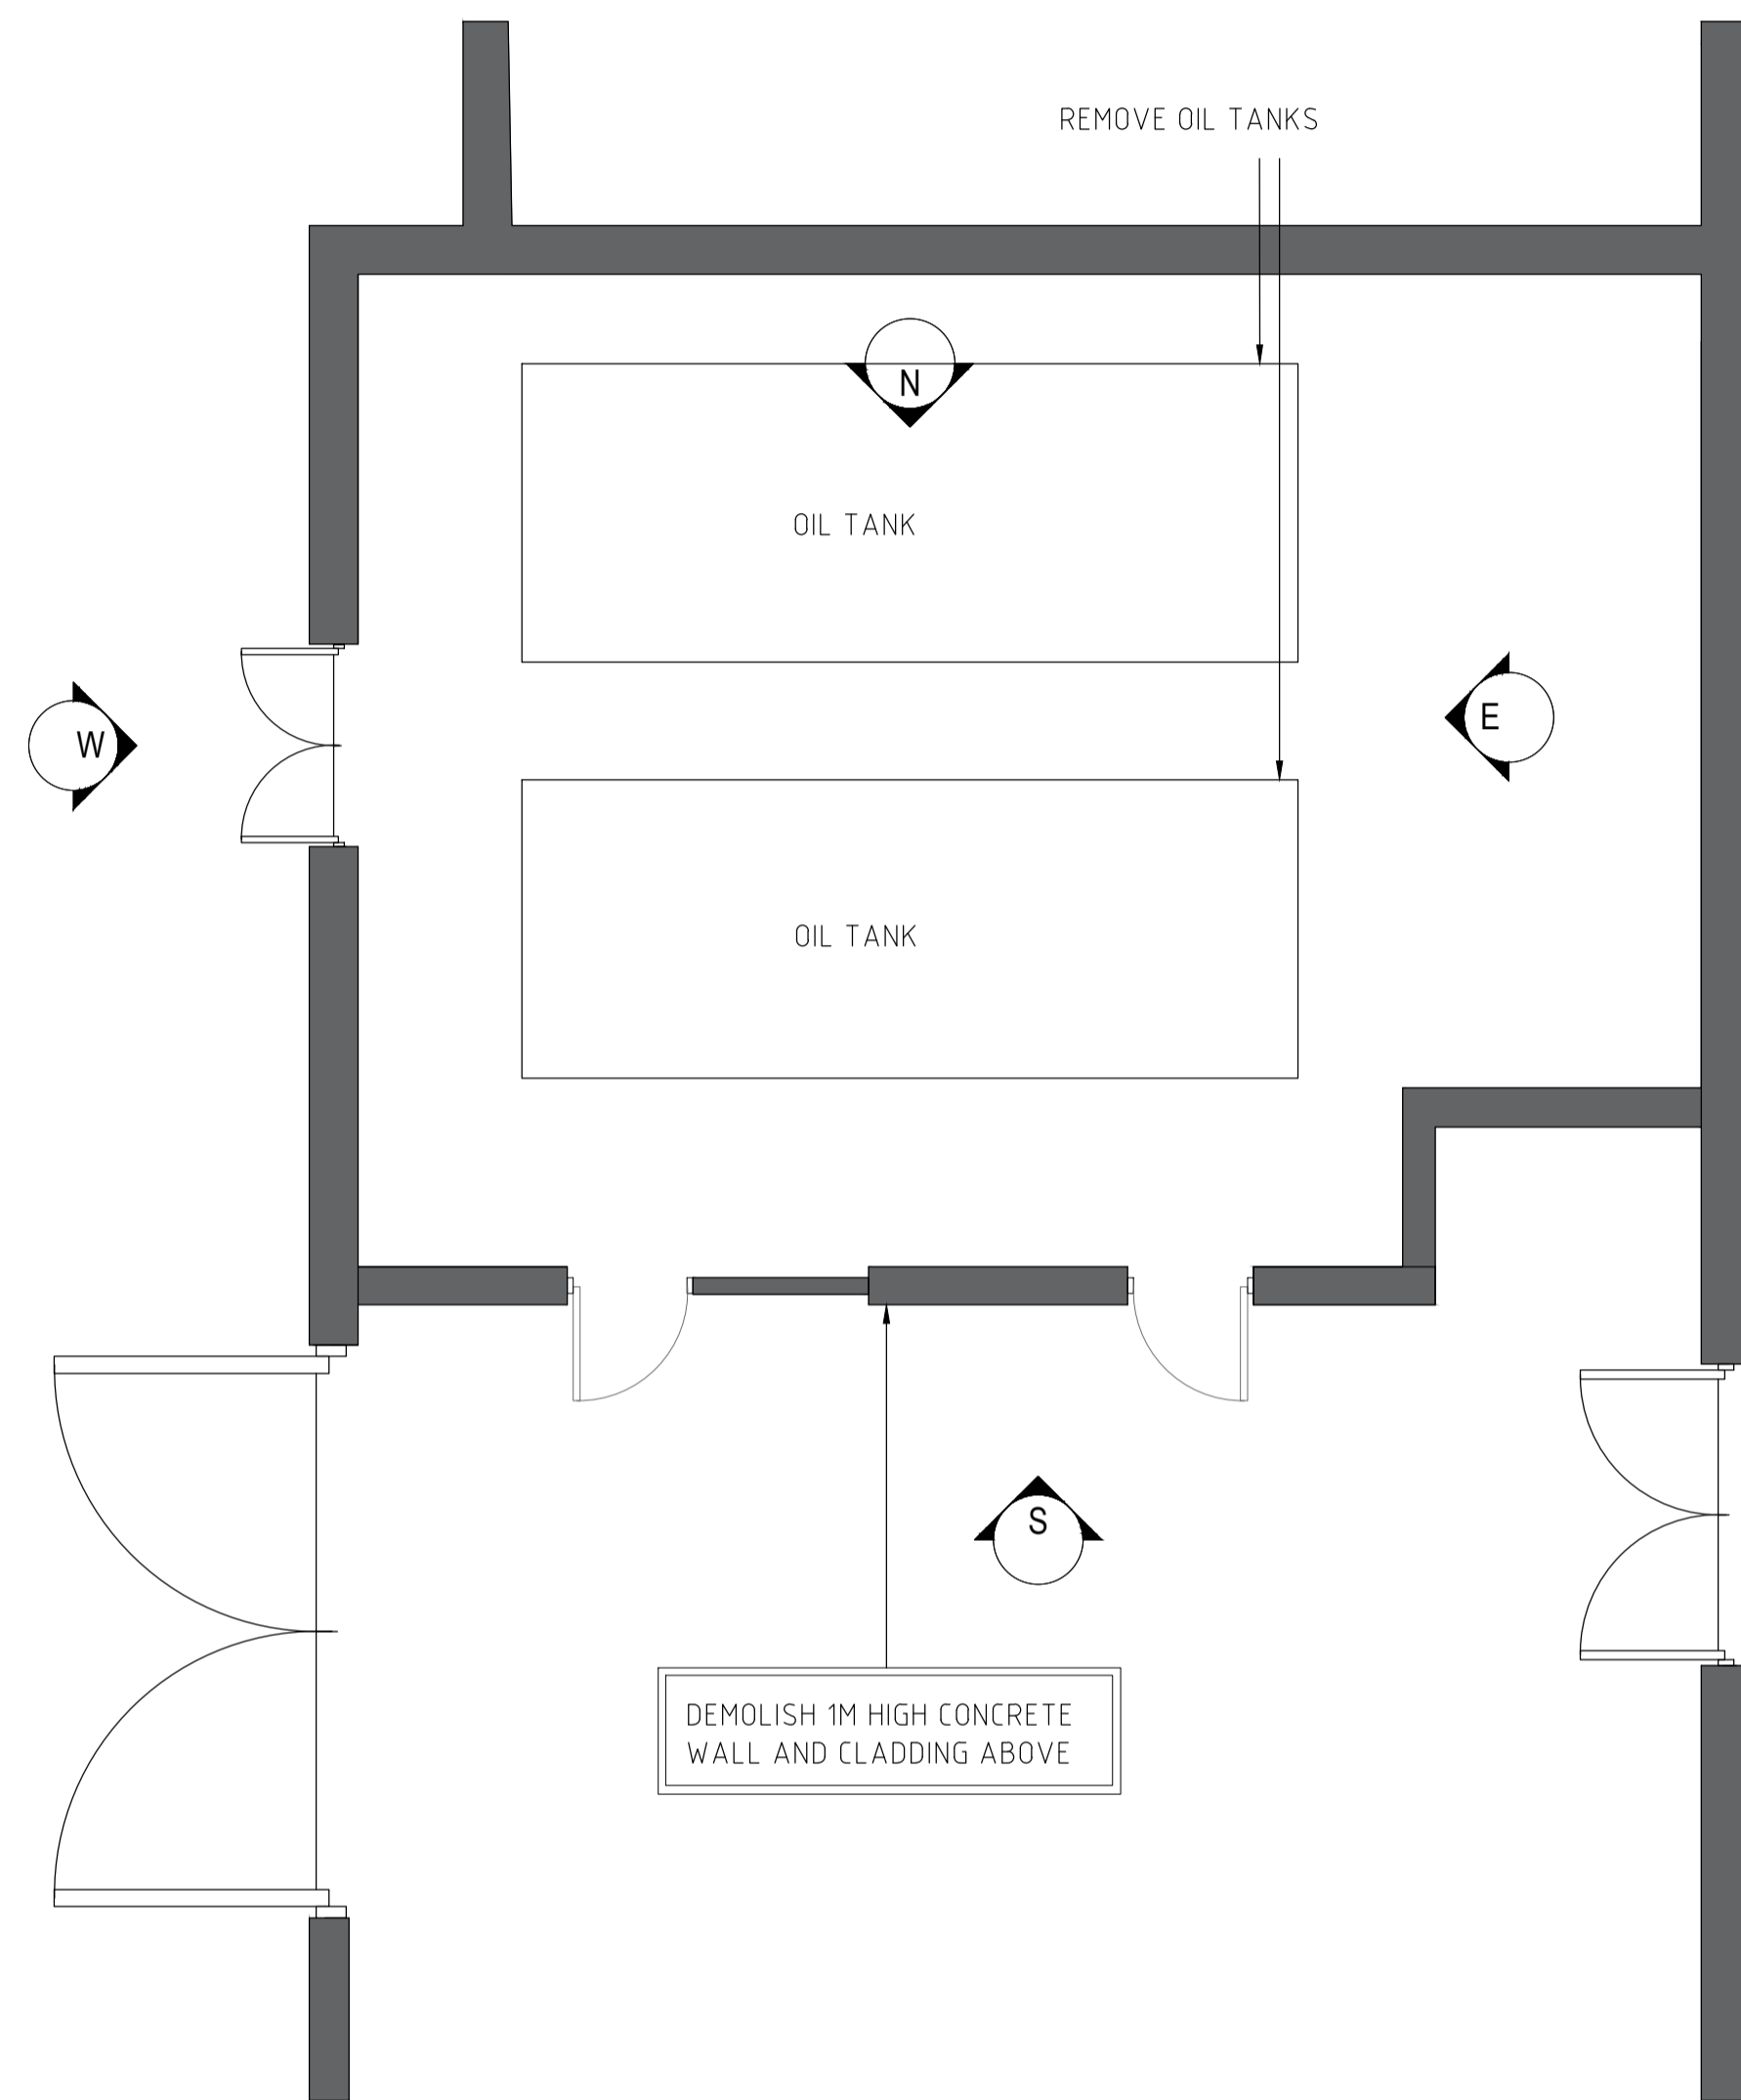 REMOVE OIL TANKS
N
OIL TANK
E
W
OIL TANK
S
DEMOLISH 1M HIGH CONCRETE
WALL AND CLADDING ABOVE